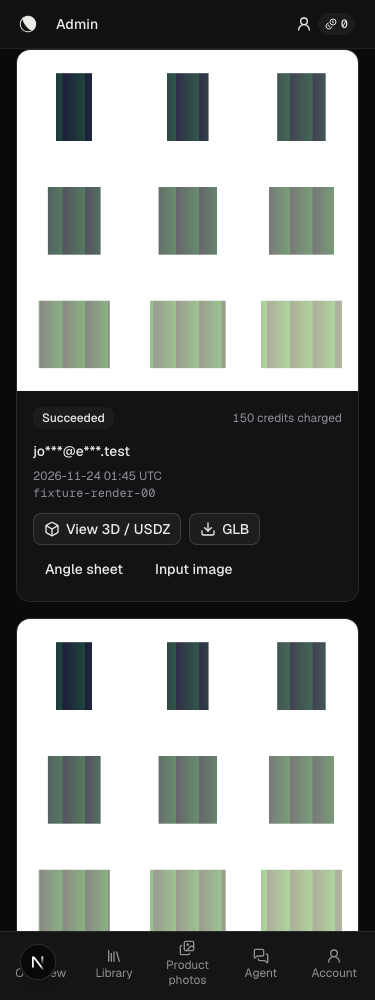 Admin
0
Succeeded
150 credits charged
jo***@e***.test
2026-11-24 01:45 UTC
fixture-render-00
View 3D / USDZ
GLB
Angle sheet
Input image
N
Library
Product
photos
Agent
Account